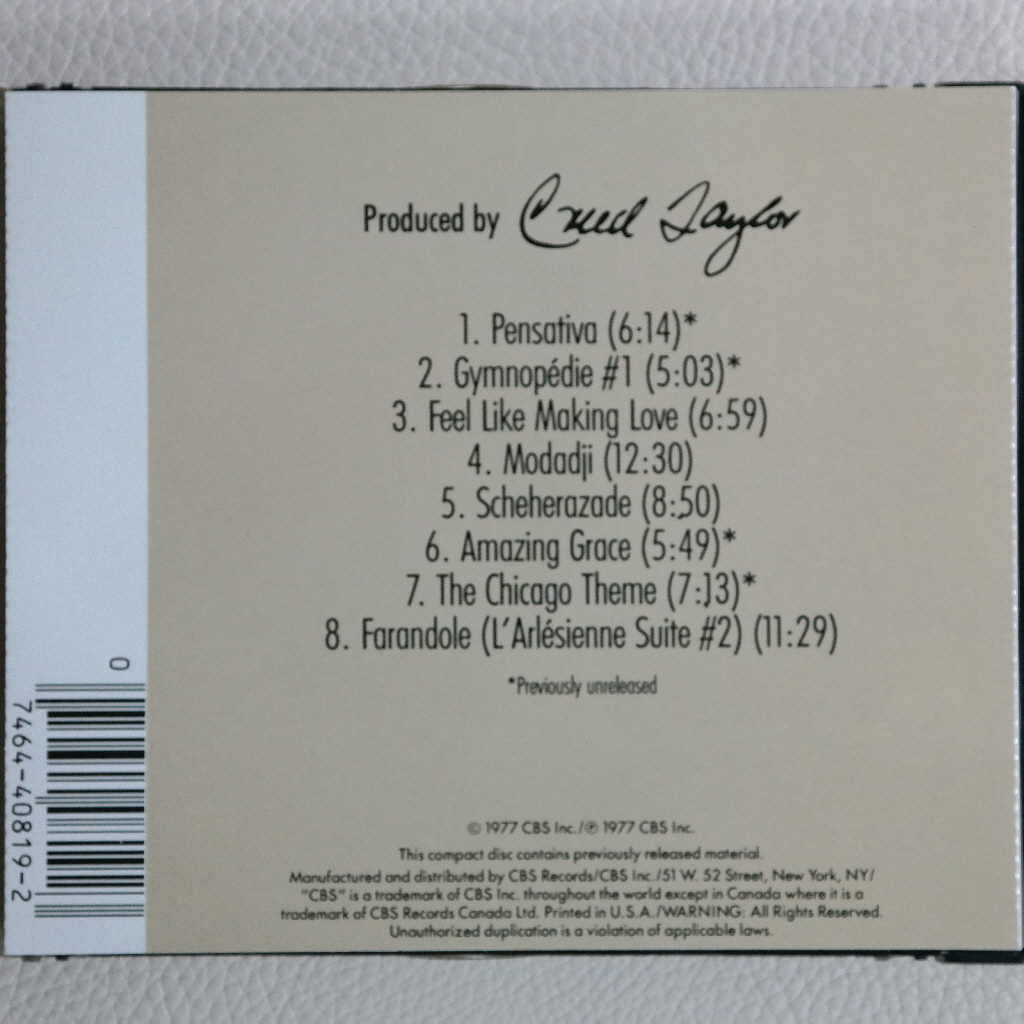 Produced by Creed Taylor
1. Pensativa (6:14)*
2. Gymnopédie #1 (5:03)*
3. Feel Like Making Love (6:59)
4. Modadji (12:30)
5. Scheherazade (8:50)
6. Amazing Grace (5:49)*
7. The Chicago Theme (7:13)*
8. Farandole (L'Arlésienne Suite #2) (11:29)
*Previously unreleased
0
7464-40819-2
© 1977 CBS Inc./℗ 1977 CBS Inc.
This compact disc contains previously released material.
Manufactured and distributed by CBS Records/CBS Inc./51 W. 52 Street, New York, NY/
"CBS" is a trademark of CBS Inc. throughout the world except in Canada where it is a
trademark of CBS Records Canada Ltd. Printed in U.S.A./WARNING: All Rights Reserved.
Unauthorized duplication is a violation of applicable laws.